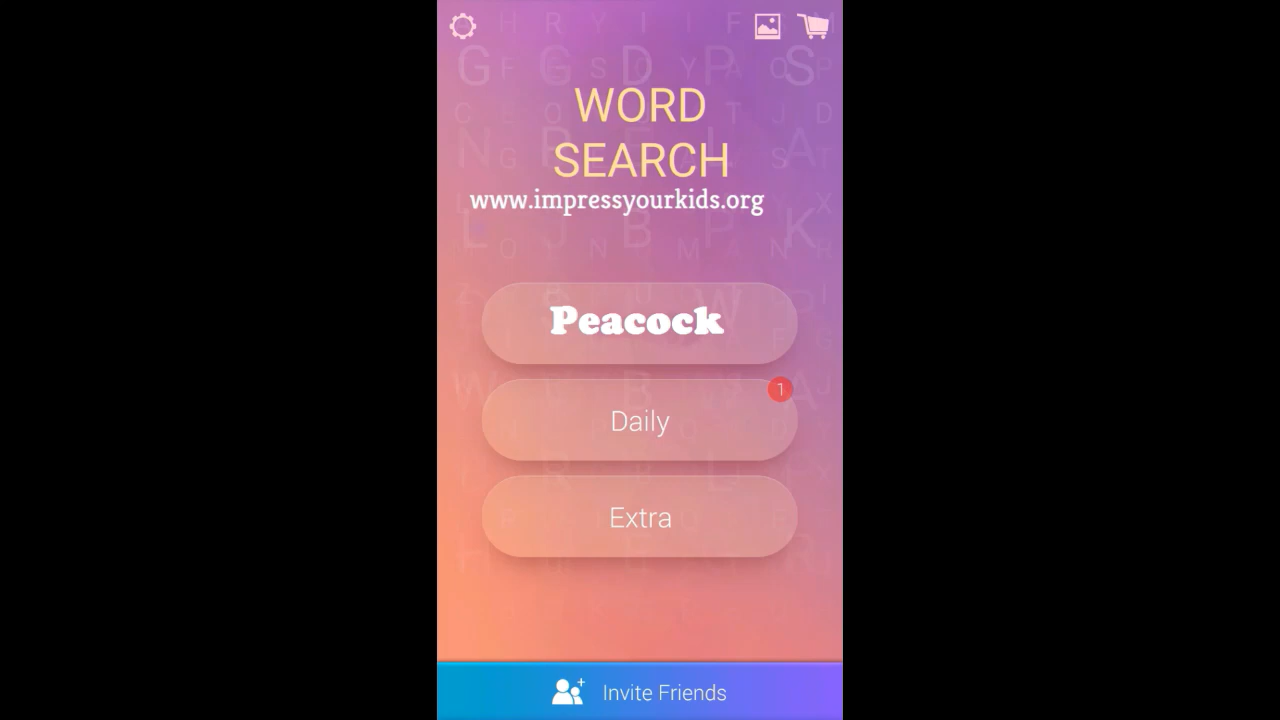 WORD
SEARCH
www.impressyourkids.org
Peacock
1
Daily
Extra
Invite Friends